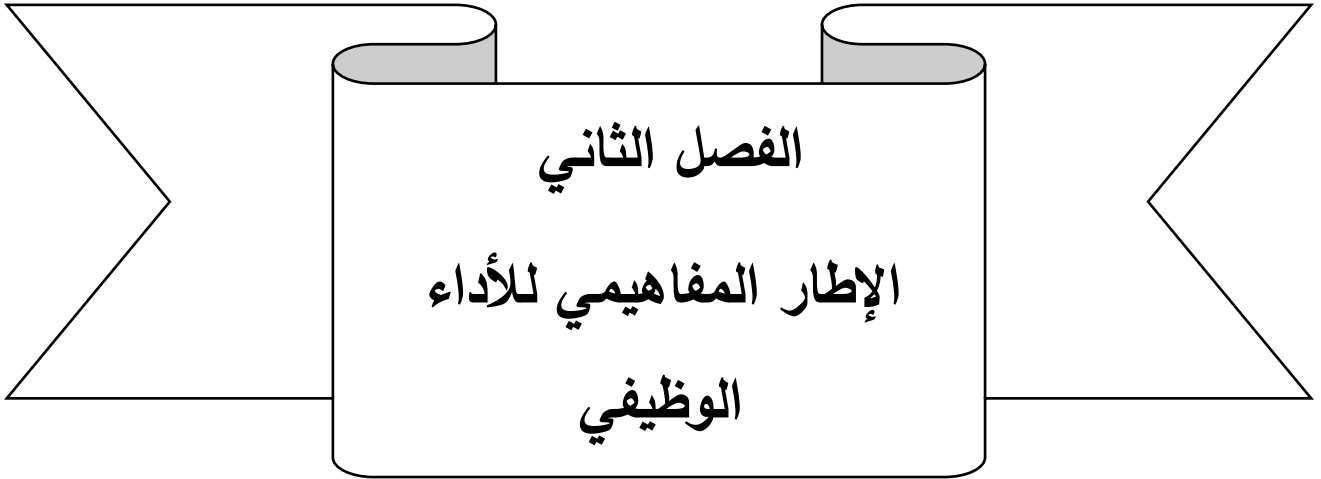 الفصل الثاني
الإطار المفاهيمي للأداء
الوظيفي